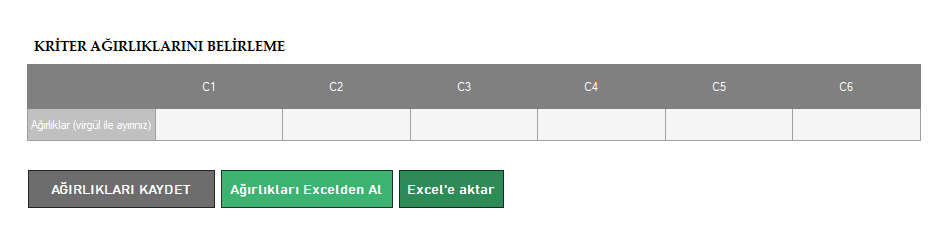 KRİTER AĞIRLIKLARINI BELİRLEME
C1 C2 C3 C4 C5 C6
Ağırlıklar (virgül ile ayırınız)
AĞIRLIKLARI KAYDET Ağırlıkları Excelden Al Excel'e aktar